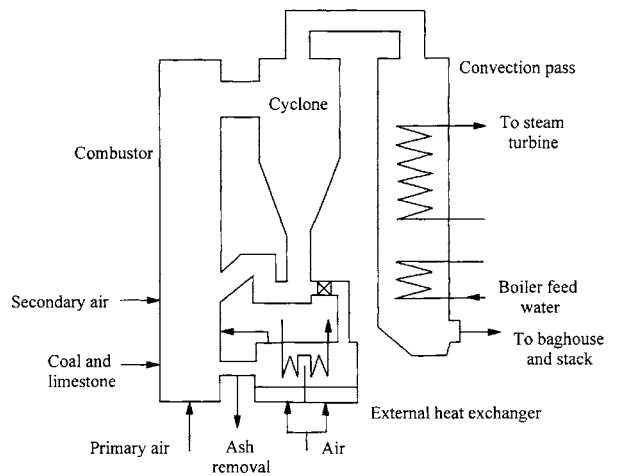 Convection pass
Cyclone
To steam
turbine
Combustor
Secondary air
Boiler feed
water
Coal and
limestone
To baghouse
and stack
External heat exchanger
Primary air
Ash
removal
Air